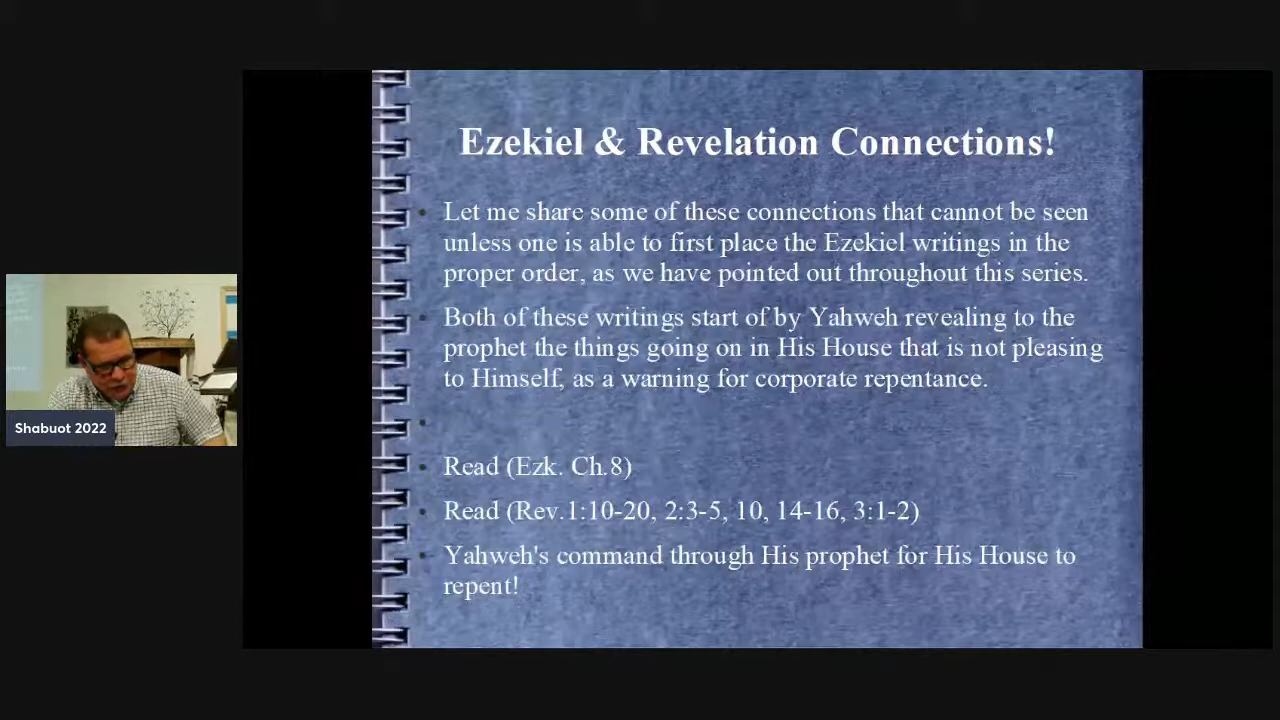 Ezekiel & Revelation Connections!
Let me share some of these connections that cannot be seen
unless one is able to first place the Ezekiel writings in the
proper order, as we have pointed out throughout this series.
Both of these writings start of by Yahweh revealing to the
prophet the things going on in His House that is not pleasing
to Himself, as a warning for corporate repentance.
Read (Ezk. Ch.8)
Read (Rev.1:10-20, 2:3-5, 10, 14-16, 3:1-2)
Yahweh's command through His prophet for His House to
repent!
Shabuot 2022